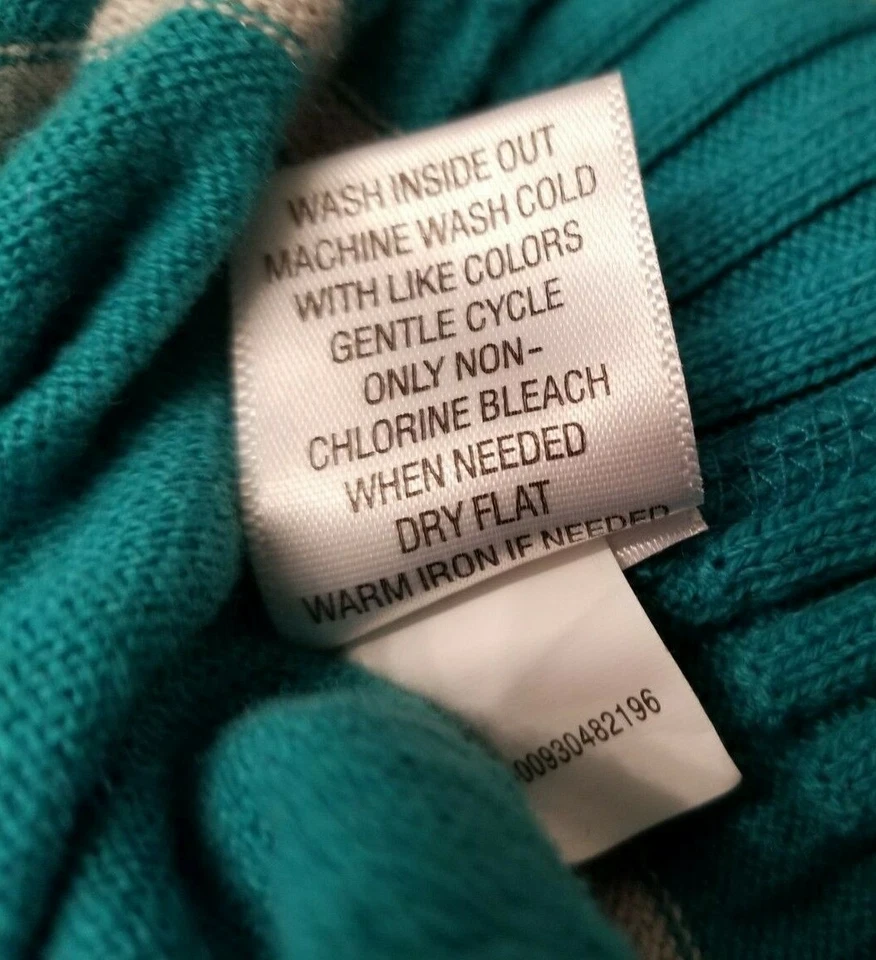 WASH INSIDE OUT
MACHINE WASH COLD
WITH LIKE COLORS
GENTLE CYCLE
ONLY NON-
CHLORINE BLEACH
WHEN NEEDED
DRY FLAT
WARM IRON IF NEEDED
00930482196